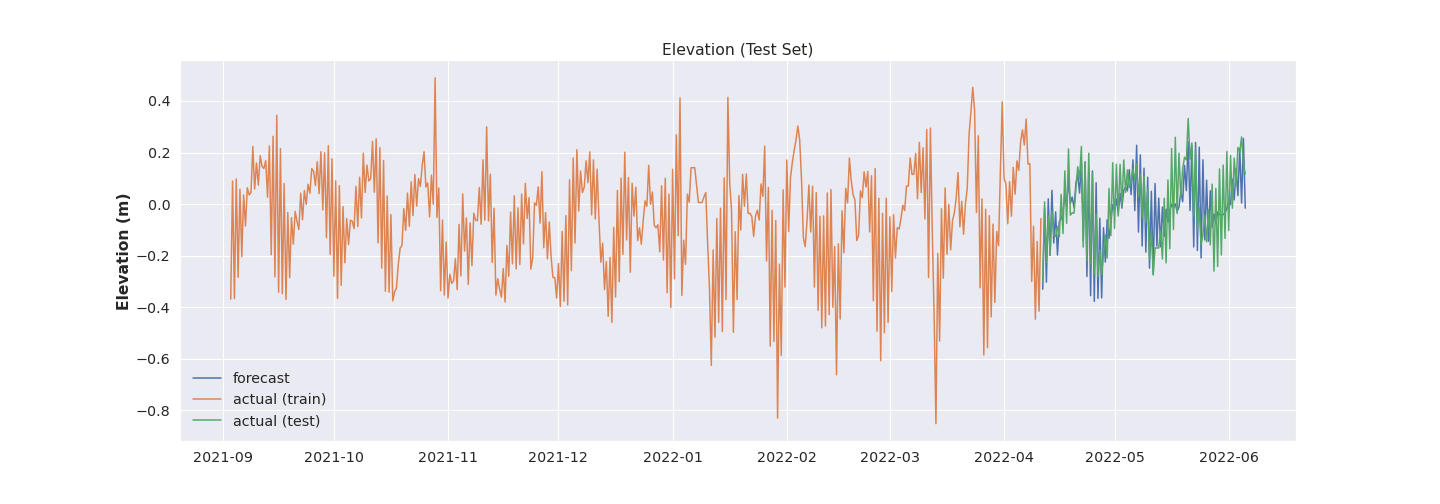 Elevation (Test Set)
Elevation (m)
0.4
0.2
0.0
−0.2
−0.4
−0.6
−0.8
forecast
actual (train)
actual (test)
2021-09 2021-10 2021-11 2021-12 2022-01 2022-02 2022-03 2022-04 2022-05 2022-06